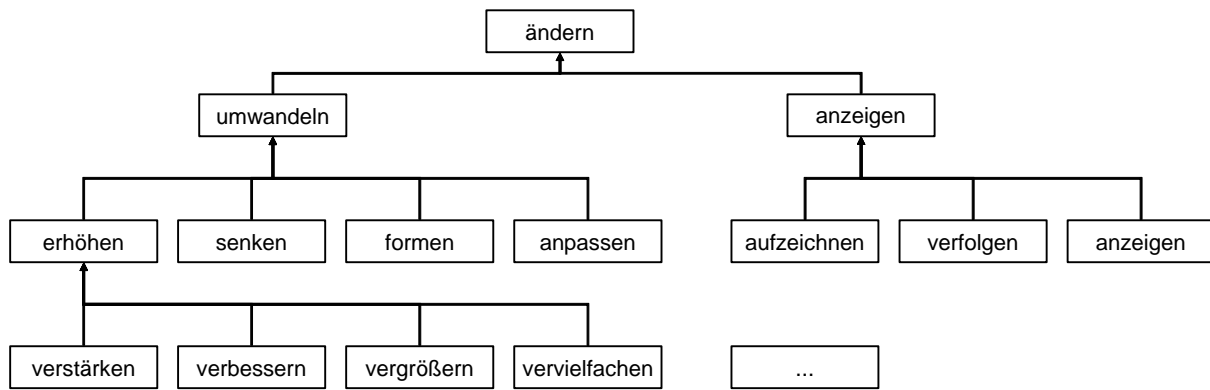 ändern
umwandeln
anzeigen
erhöhen
senken
formen
anpassen
aufzeichnen
verfolgen
anzeigen
verstärken
verbessern
vergrößern
vervielfachen
...